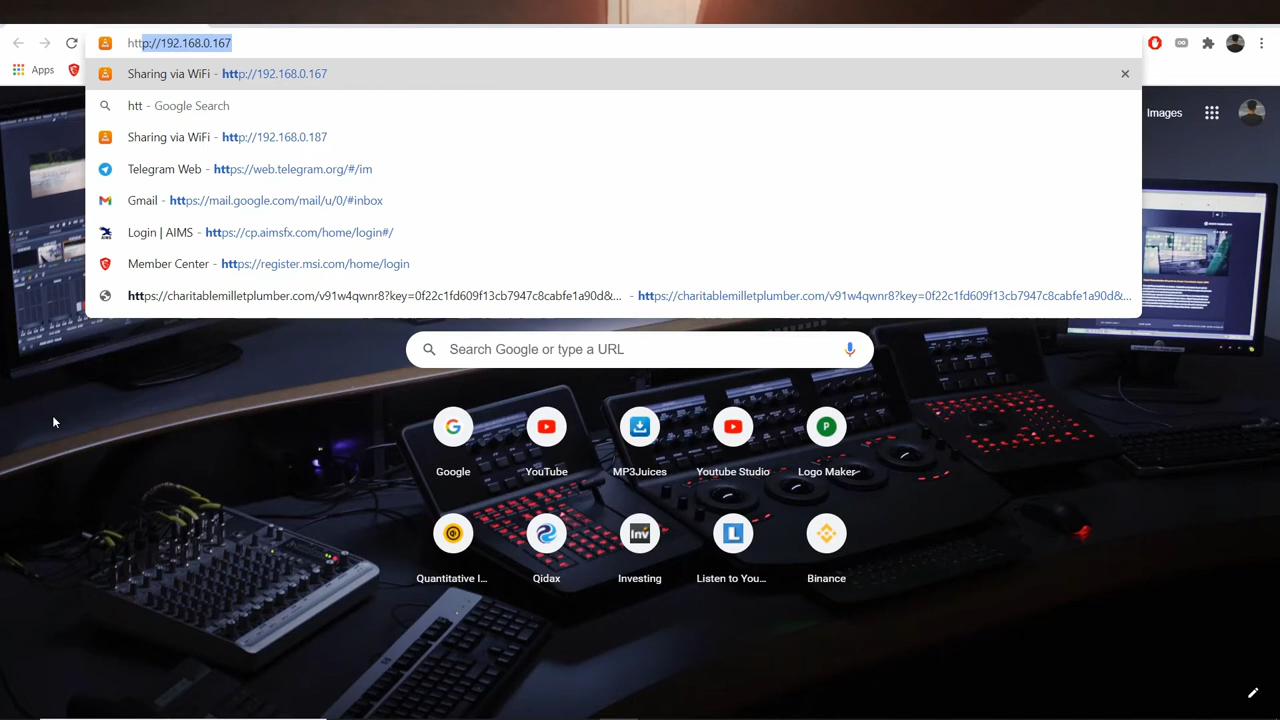 http://192.168.0.167
Apps
Sharing via WiFi - http://192.168.0.167
htt - Google Search
Sharing via WiFi - http://192.168.0.187
Telegram Web - https://web.telegram.org/#/im
Gmail - https://mail.google.com/mail/u/0/#inbox
Login | AIMS - https://cp.aimsfx.com/home/login#/
Member Center - https://register.msi.com/home/login
https://charitablemilletplumber.com/v91w4qwnr8?key=0f22c1fd609f13cb7947c8cabfe1a90d&... - https://charitablemilletplumber.com/v91w4qwnr8?key=0f22c1fd609f13cb7947c8cabfe1a90d&...
Images
Search Google or type a URL
Google
YouTube
MP3Juices
Youtube Studio
P
Logo Maker
Inv
L
Quantitative I...
Qidax
Investing
Listen to You...
Binance